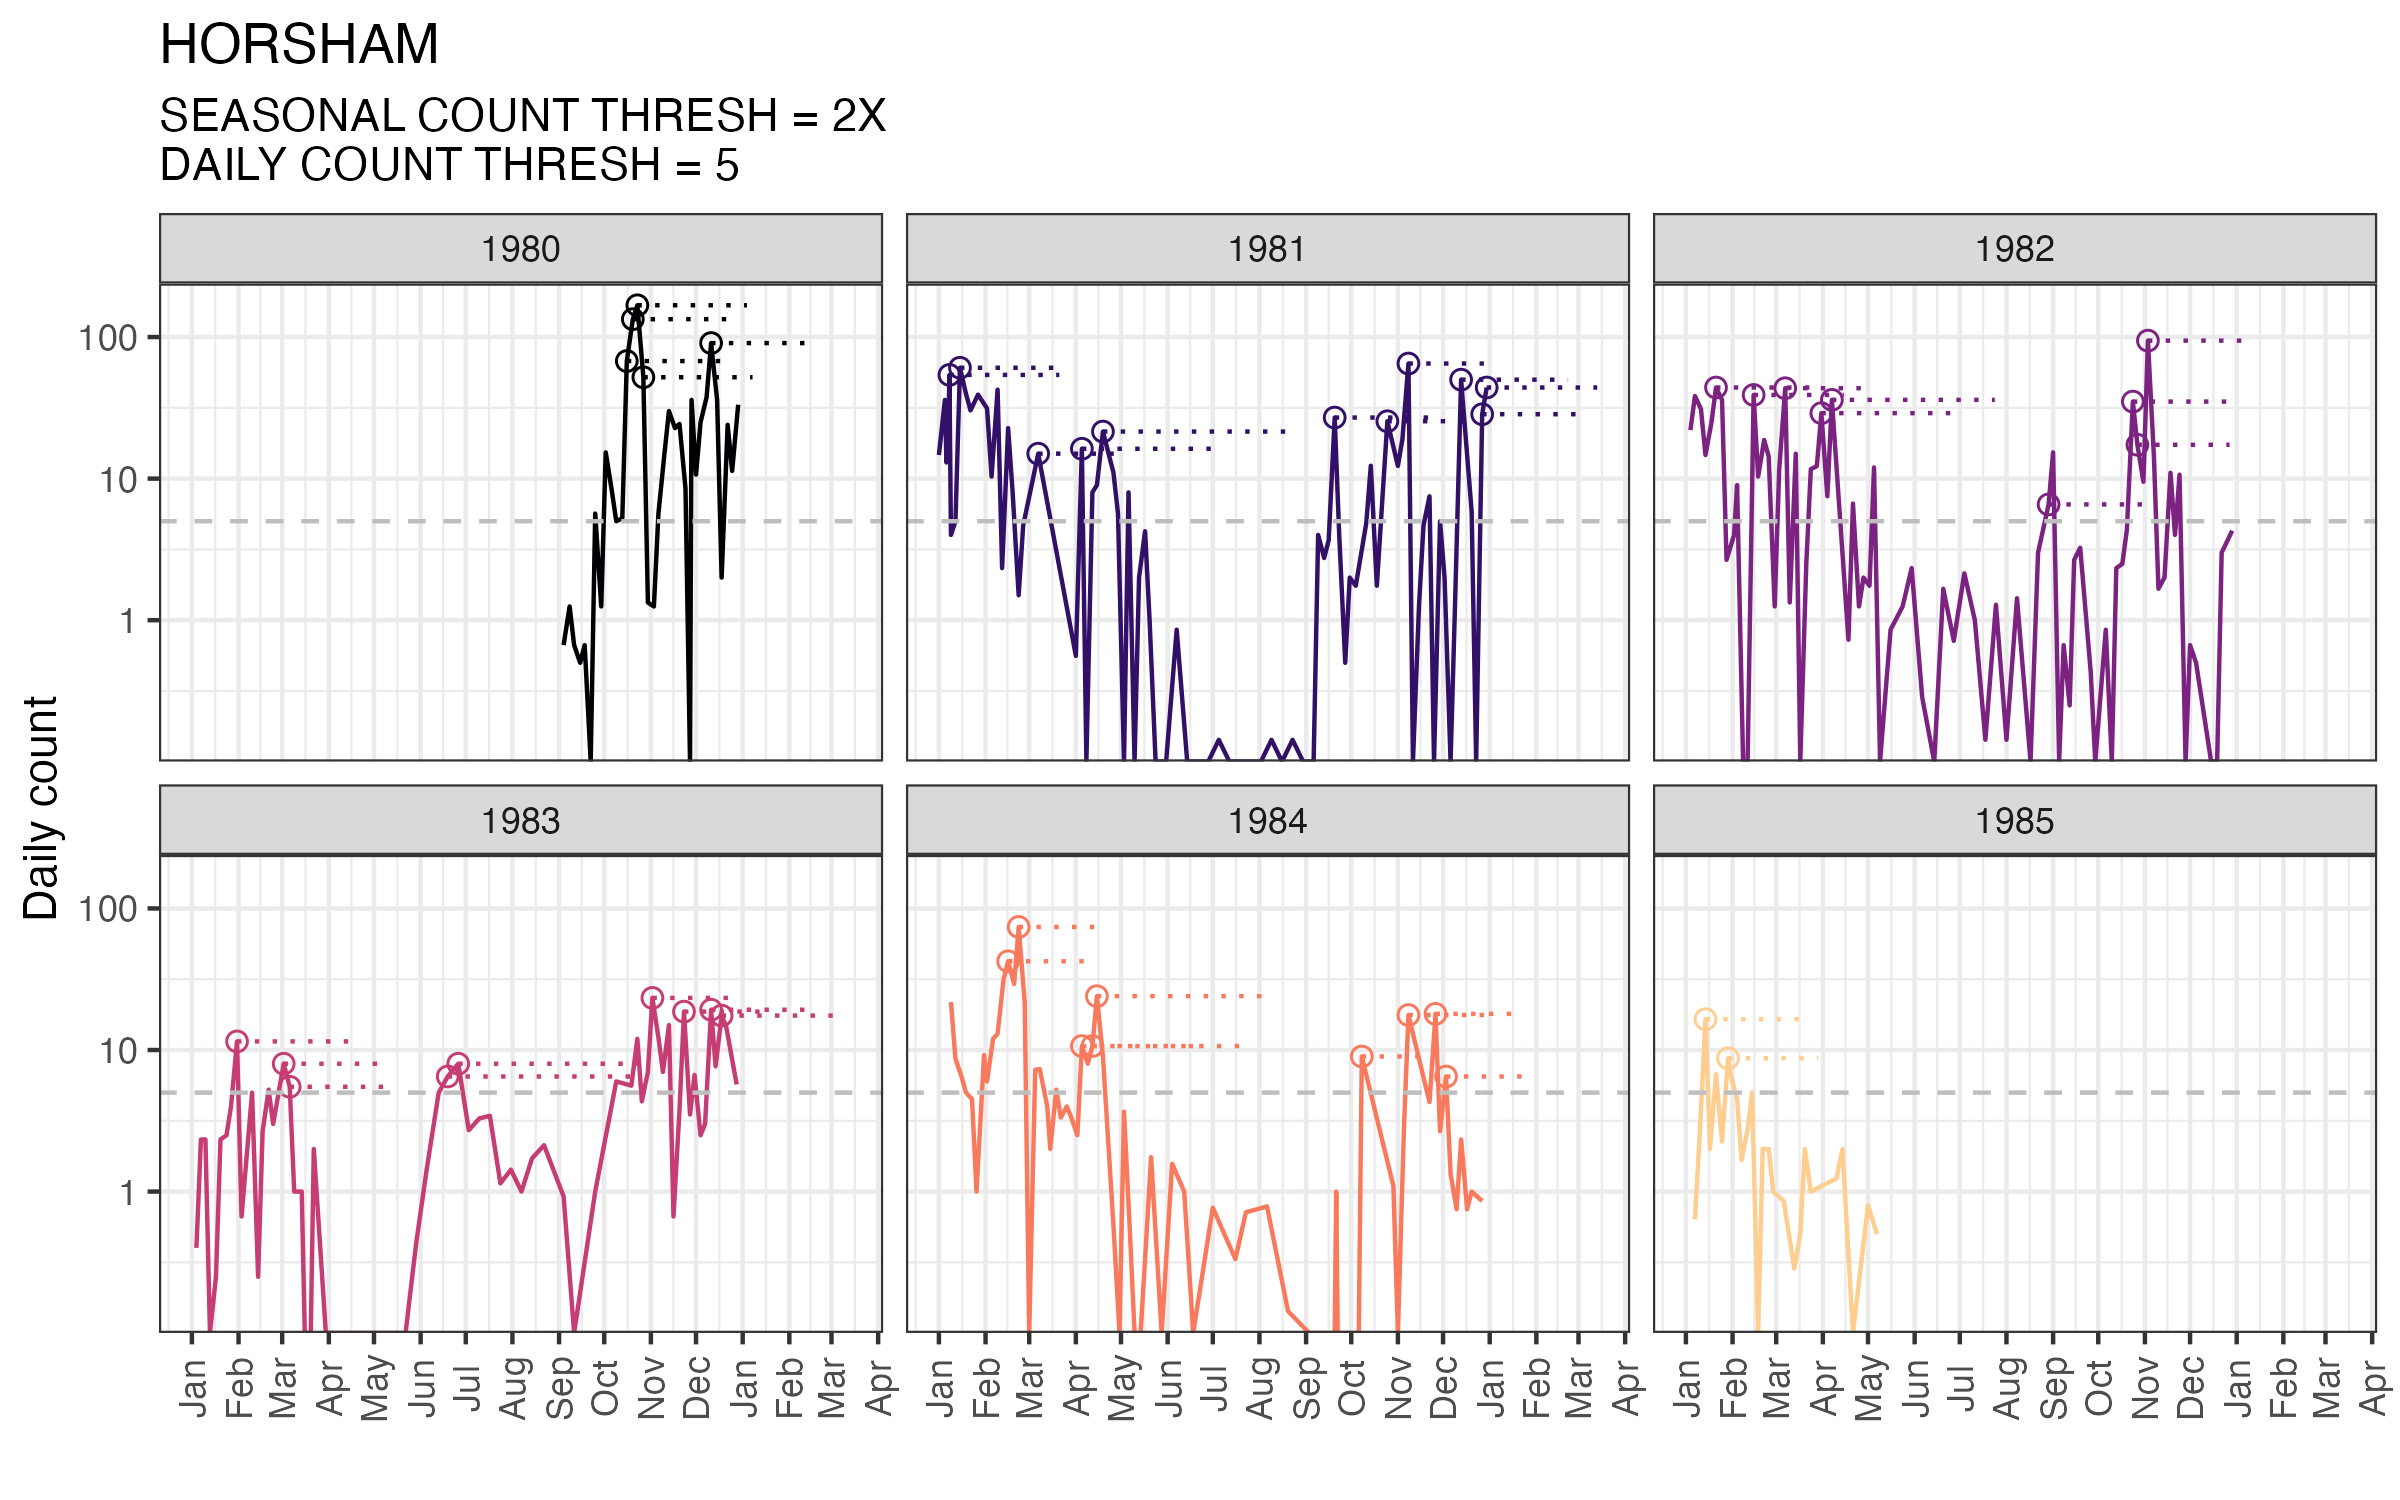 HORSHAM
SEASONAL COUNT THRESH = 2X
DAILY COUNT THRESH = 5
1980 1981 1982
100
10
1
1983 1984 1985
100
10
1
Daily count
Jan Feb Mar Apr May Jun Jul Aug Sep Oct Nov Dec Jan Feb Mar Apr
Jan Feb Mar Apr May Jun Jul Aug Sep Oct Nov Dec Jan Feb Mar Apr
Jan Feb Mar Apr May Jun Jul Aug Sep Oct Nov Dec Jan Feb Mar Apr